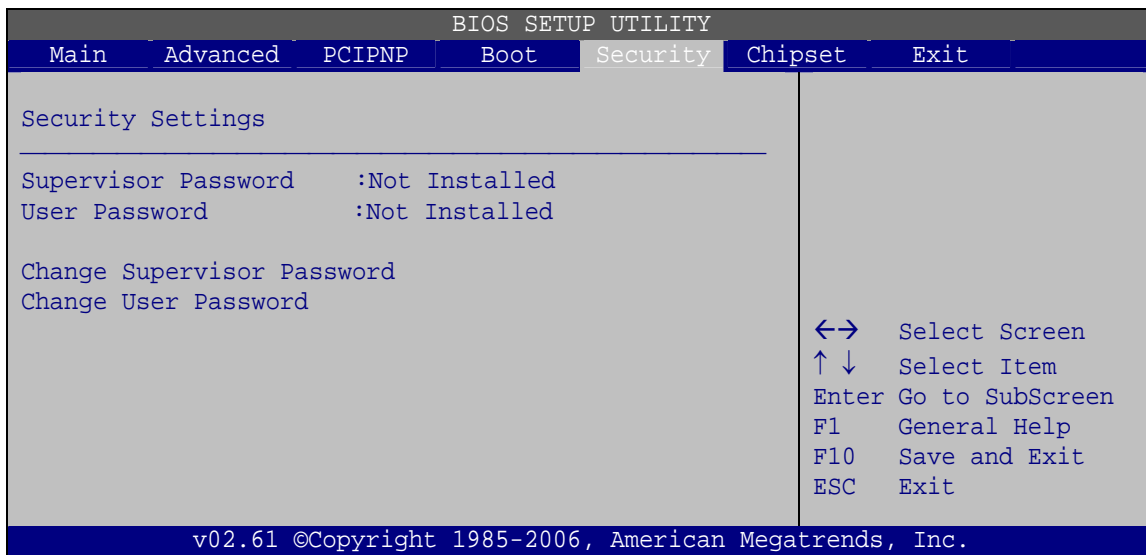 BIOS SETUP UTILITY
Main Advanced PCIPNP Boot Security Chipset Exit
Security Settings
Supervisor Password :Not Installed
User Password :Not Installed
Change Supervisor Password
Change User Password
←→ Select Screen
↑ ↓ Select Item
Enter Go to SubScreen
F1 General Help
F10 Save and Exit
ESC Exit
v02.61 ©Copyright 1985-2006, American Megatrends, Inc.